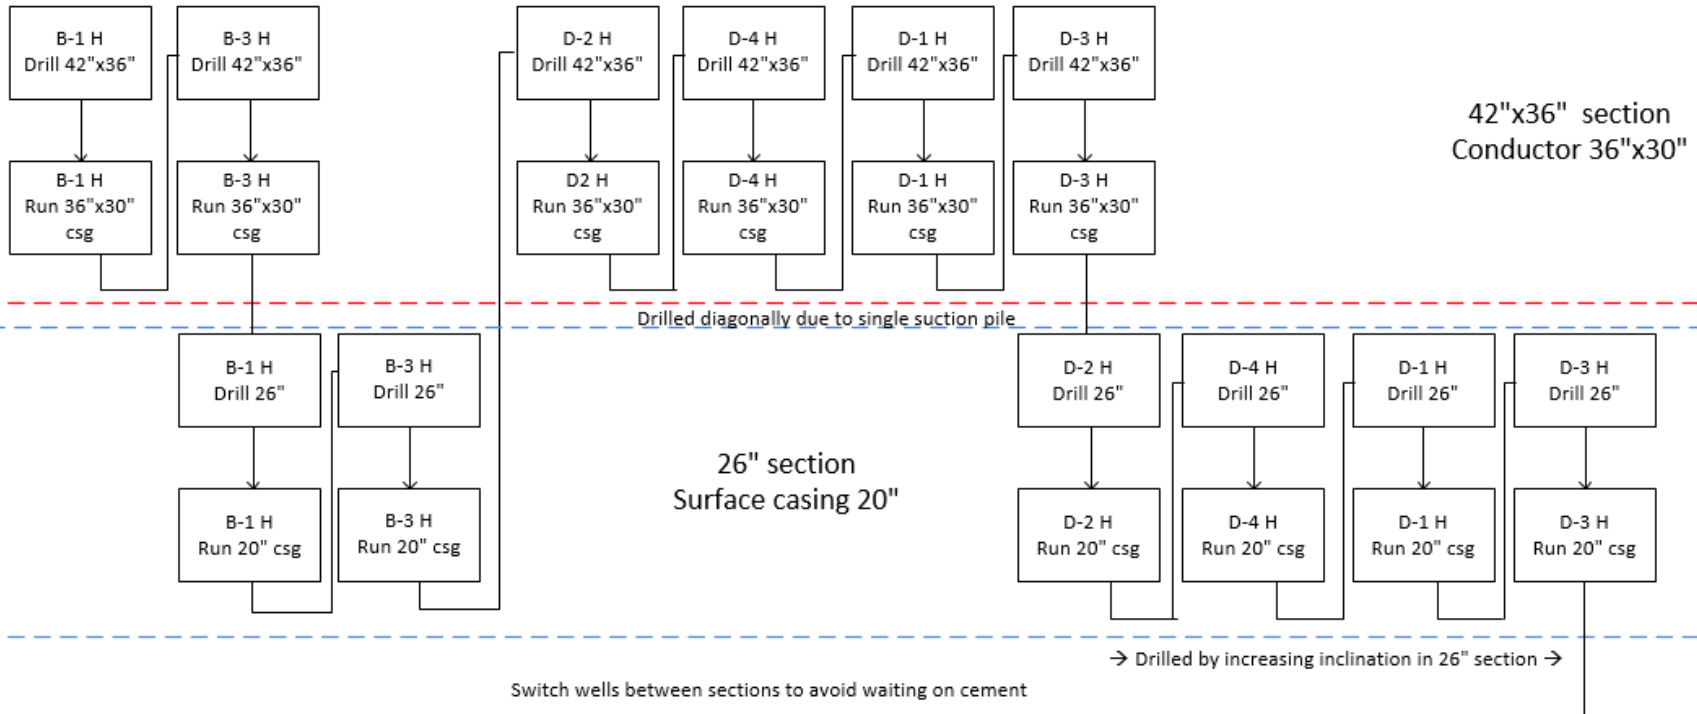 B-1 H
Drill 42"x36"
B-3 H
Drill 42"x36"
D-2 H
Drill 42"x36"
D-4 H
Drill 42"x36"
D-1 H
Drill 42"x36"
D-3 H
Drill 42"x36"
42"x36"  section
Conductor 36"x30"
B-1 H
Run 36"x30"
csg
B-3 H
Run 36"x30"
csg
D2 H
Run 36"x30"
csg
D-4 H
Run 36"x30"
csg
D-1 H
Run 36"x30"
csg
D-3 H
Run 36"x30"
csg
Drilled diagonally due to single suction pile
B-1 H
Drill 26"
B-3 H
Drill 26"
D-2 H
Drill 26"
D-4 H
Drill 26"
D-1 H
Drill 26"
D-3 H
Drill 26"
26" section
Surface casing 20"
B-1 H
Run 20" csg
B-3 H
Run 20" csg
D-2 H
Run 20" csg
D-4 H
Run 20" csg
D-1 H
Run 20" csg
D-3 H
Run 20" csg
→ Drilled by increasing inclination in 26" section →
Switch wells between sections to avoid waiting on cement